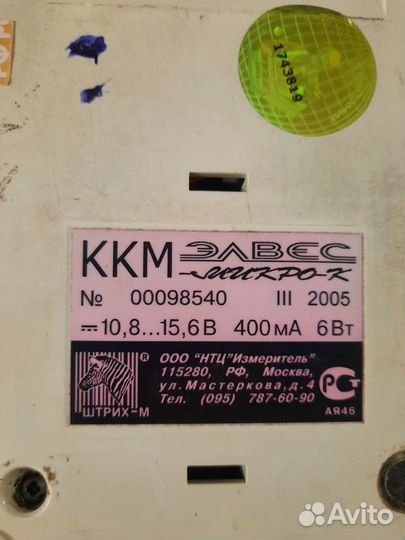 1743819
ККМ ЭЛВЕС
-МИКРО-К
№ 00098540 III 2005
10,8...15,6В 400мА 6Вт
ООО "НТЦ"Измеритель"
115280, РФ, Москва,
ул.Мастеркова,д.4
Тел. (095) 787-60-90
®
ШТРИХ-М
РСТ
АЯ46
Avito